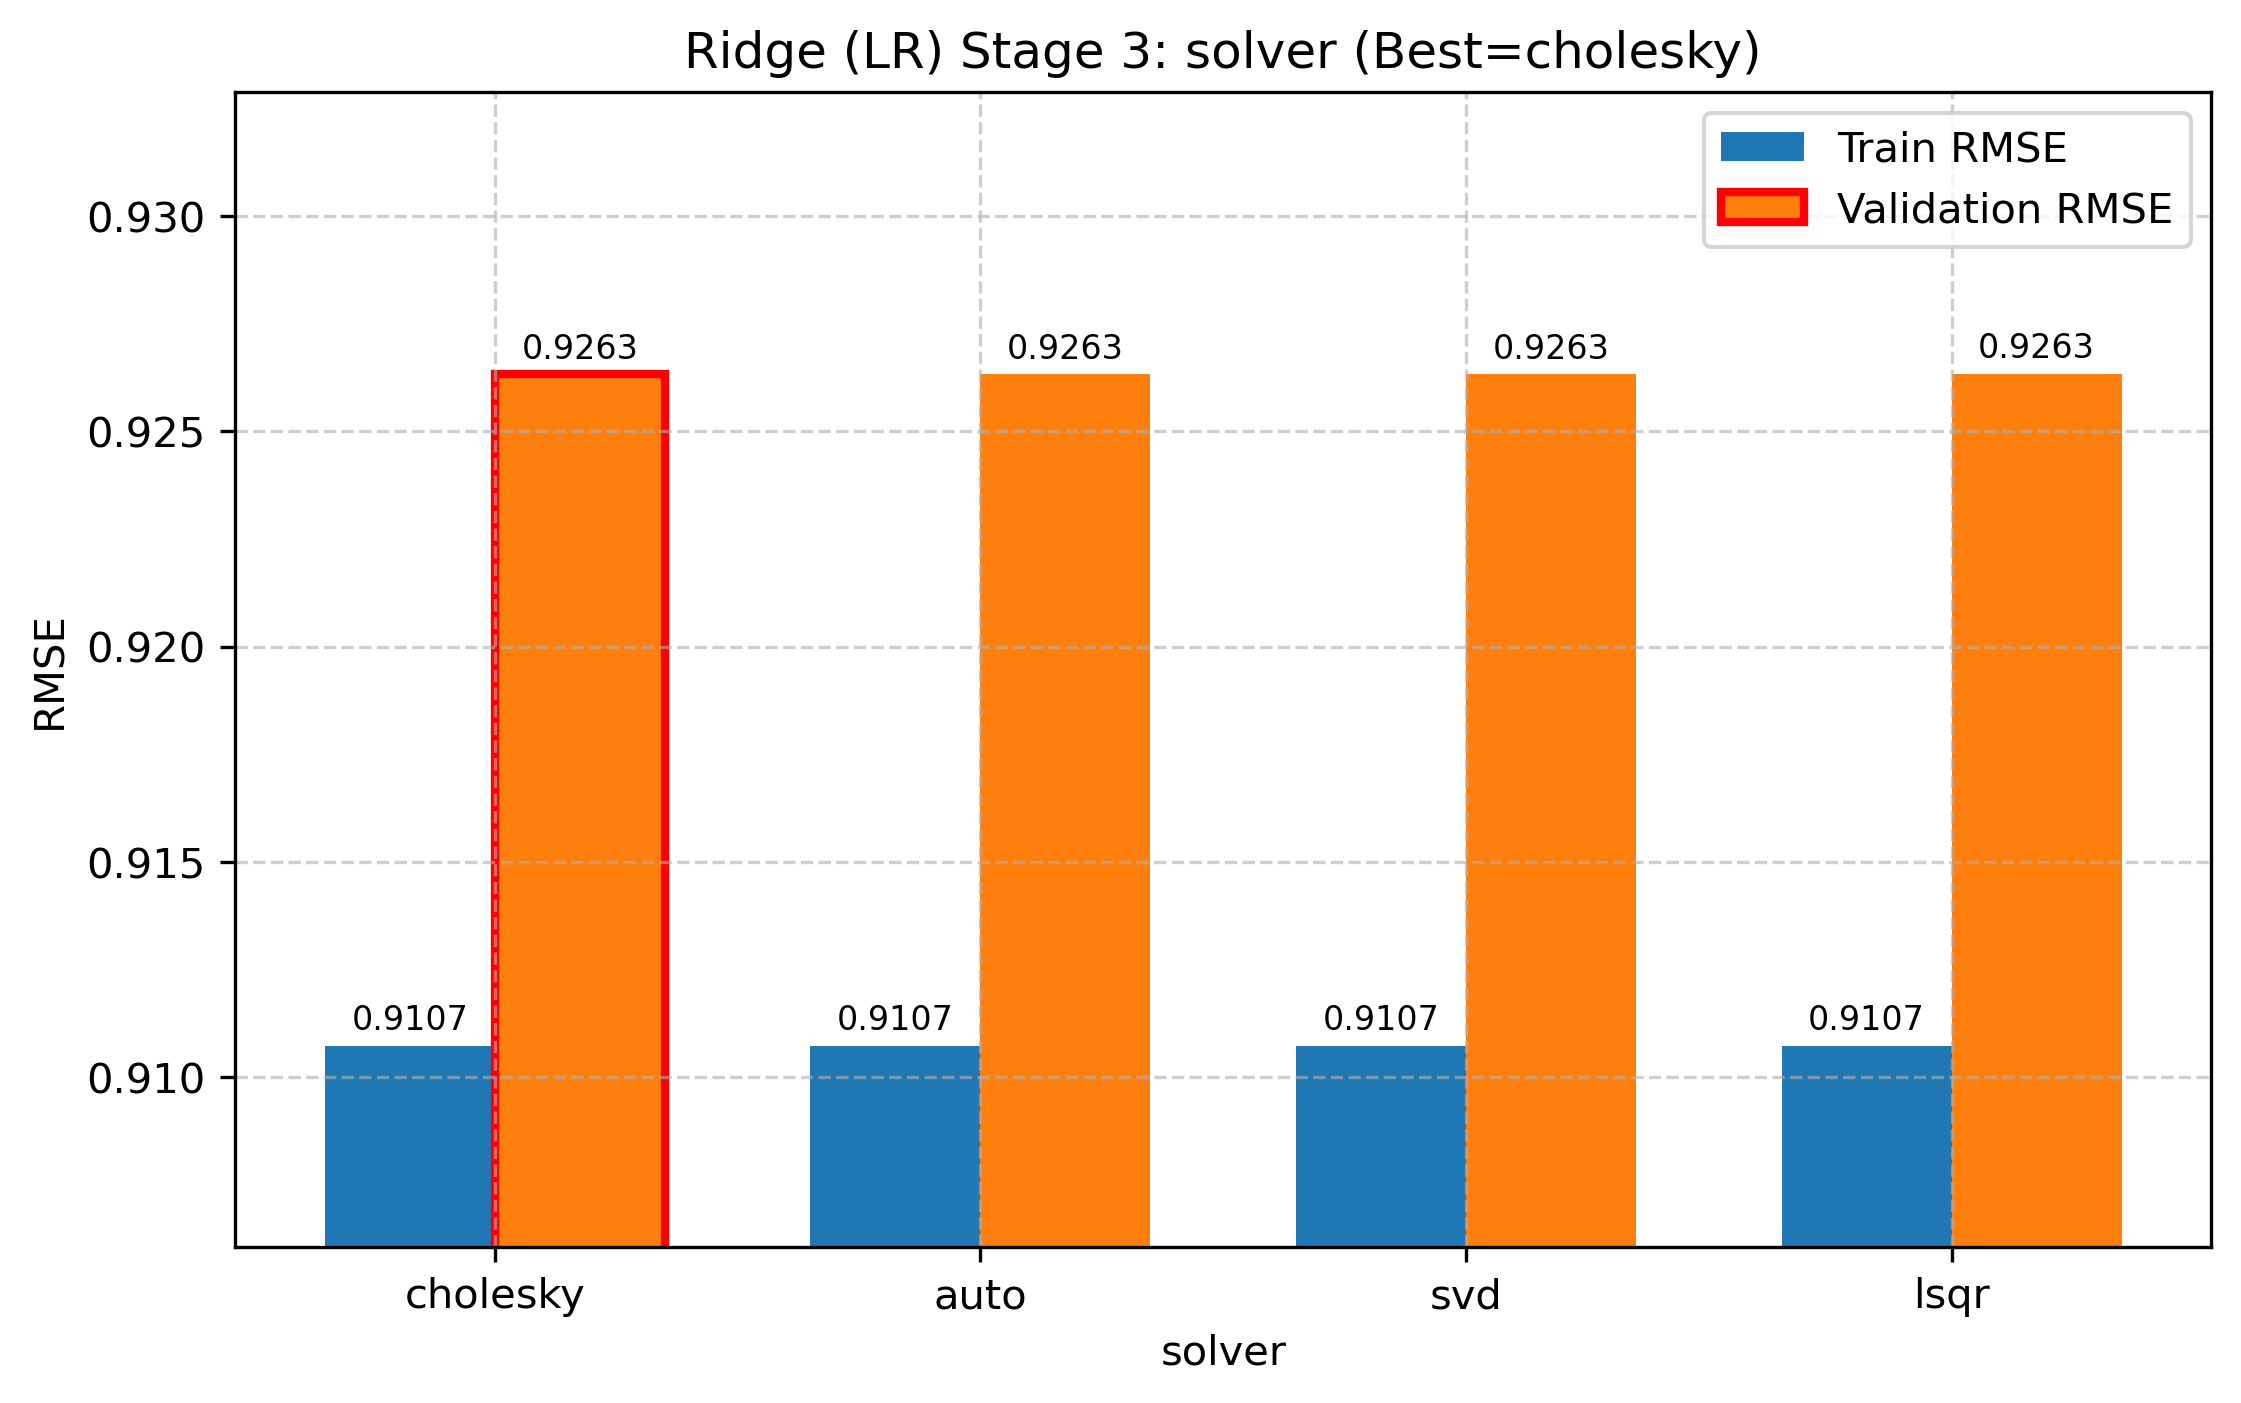 Ridge (LR) Stage 3: solver (Best=cholesky)
Train RMSE
Validation RMSE
RMSE
0.930
0.925
0.920
0.915
0.910
0.9263
0.9263
0.9263
0.9263
0.9107
0.9107
0.9107
0.9107
cholesky
auto
svd
lsqr
solver